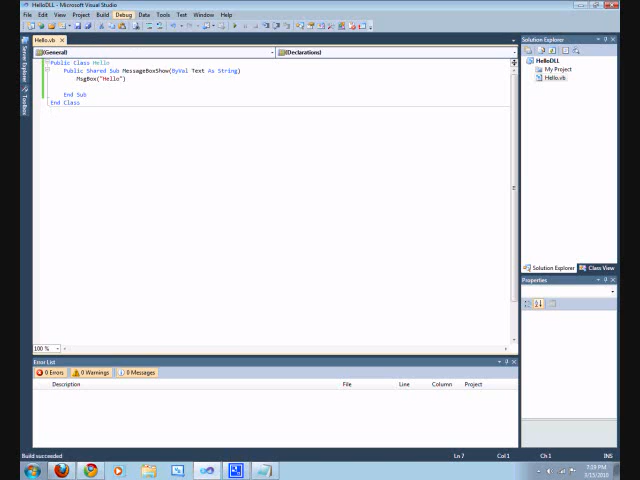 HelloDLL - Microsoft Visual Studio
File Edit View Project Build Debug Data Tools Test Window Help
Hello.vb
(General)
(Declarations)
Public Class Hello
Public Shared Sub MessageBoxShow(ByVal Text As String)
MsgBox("Hello")
End Sub
End Class
Server Explorer
Toolbox
100 %
Solution Explorer
HelloDLL
My Project
Hello.vb
Solution Explorer Class View
Properties
Error List
0 Errors 0 Warnings 0 Messages
Description File Line Column Project
Build succeeded Ln 7 Col 1 Ch 1 INS